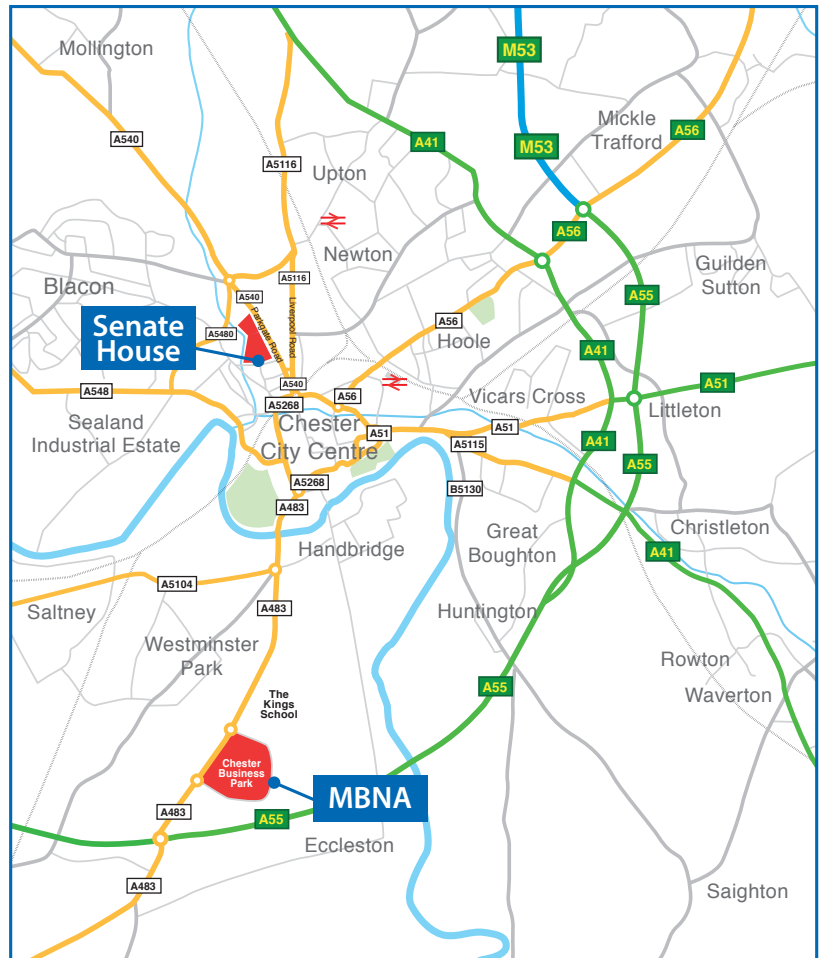 Mollington
M53
A540
A5116
Upton
A41
M53
Mickle
Trafford
A56
Newton
A56
Guilden
Sutton
Blacon
A5116
A540
Parkgate Road
Liverpool Road
A5480
A55
Senate
House
A56
Hoole
A41
A548
A540
A5268
A56
Vicars Cross
A51
Littleton
Sealand
Industrial Estate
Chester
City Centre
A51
A51
A5115
A41
A55
A5268
A483
B5130
Great
Boughton
Christleton
A41
Handbridge
A5104
A483
Saltney
Huntington
Westminster
Park
Rowton
Waverton
A55
The
Kings
School
Chester
Business
Park
MBNA
A483
A55
Eccleston
A483
Saighton